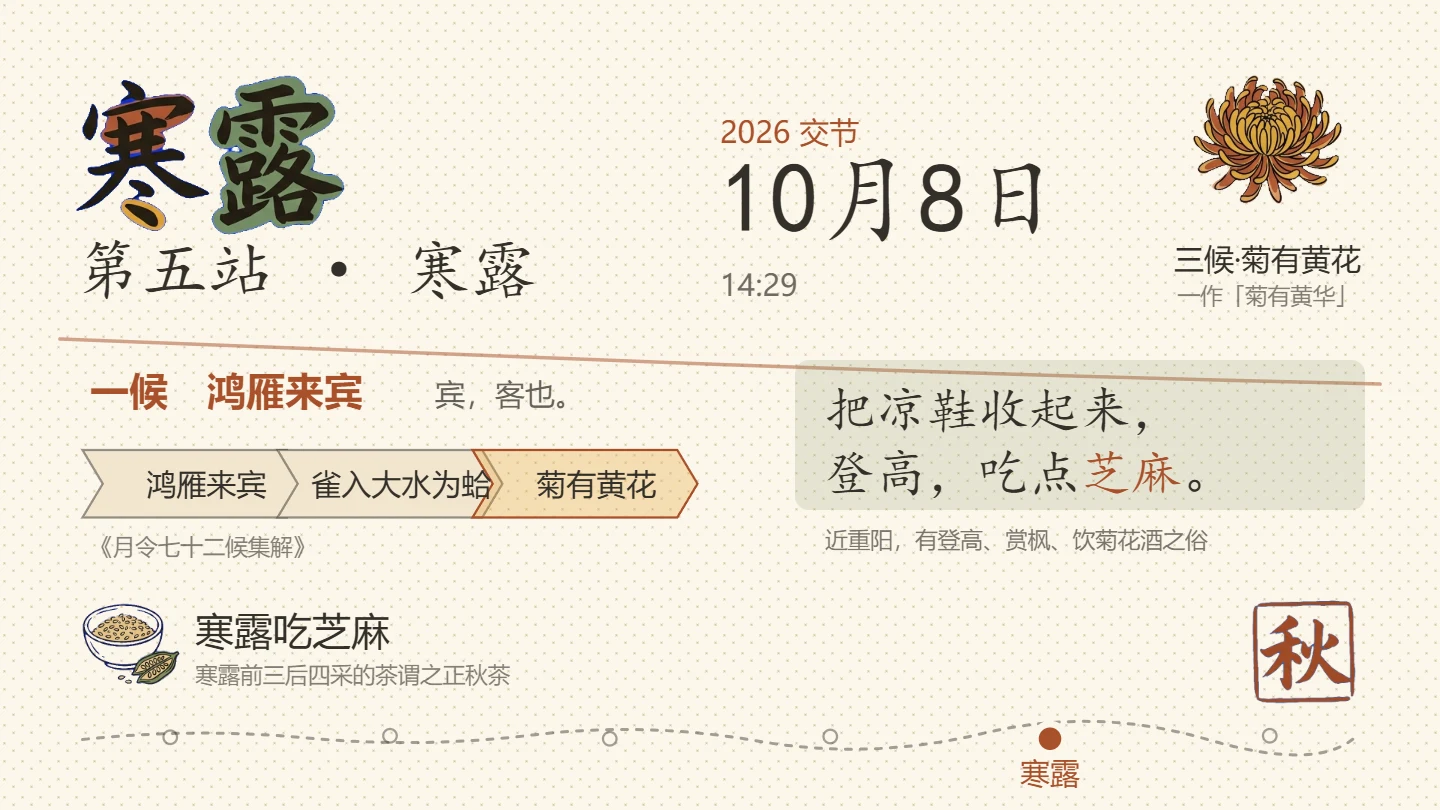 寒露
第五站 · 寒露
2026 交节
10月8日
14:29
三候·菊有黄花
一作「菊有黄华」
一候 鸿雁来宾 宾，客也。
鸿雁来宾 雀入大水为蛤 菊有黄花
《月令七十二候集解》
把凉鞋收起来，
登高，吃点芝麻。
近重阳，有登高、赏枫、饮菊花酒之俗
寒露吃芝麻
寒露前三后四采的茶谓之正秋茶
秋
寒露